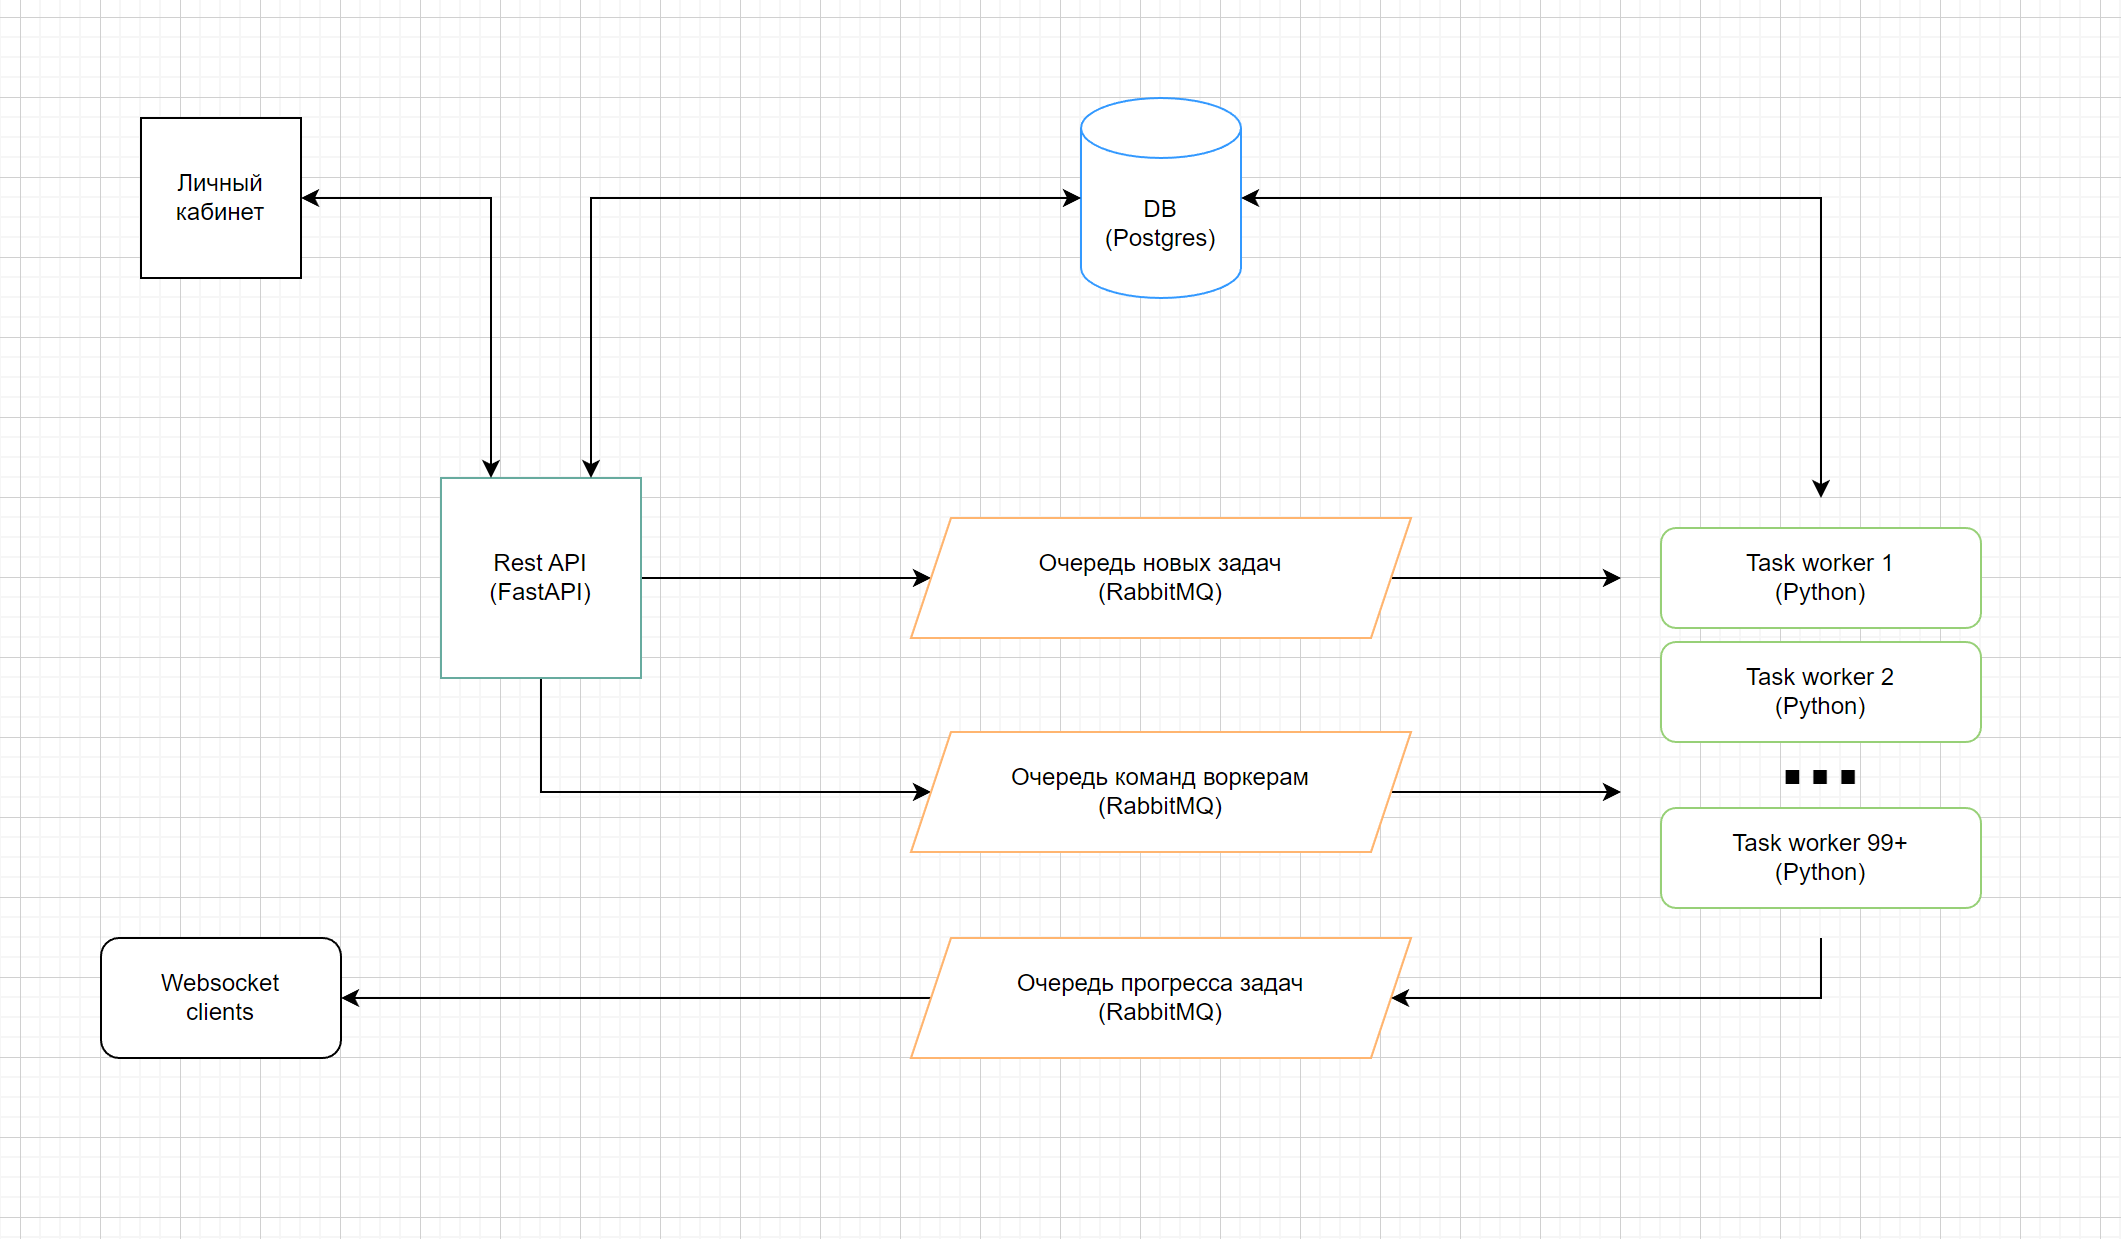 Личный
кабинет
DB
(Postgres)
Rest API
(FastAPI)
Очередь новых задач
(RabbitMQ)
Task worker 1
(Python)
Task worker 2
(Python)
Очередь команд воркерам
(RabbitMQ)
Task worker 99+
(Python)
Websocket
clients
Очередь прогресса задач
(RabbitMQ)